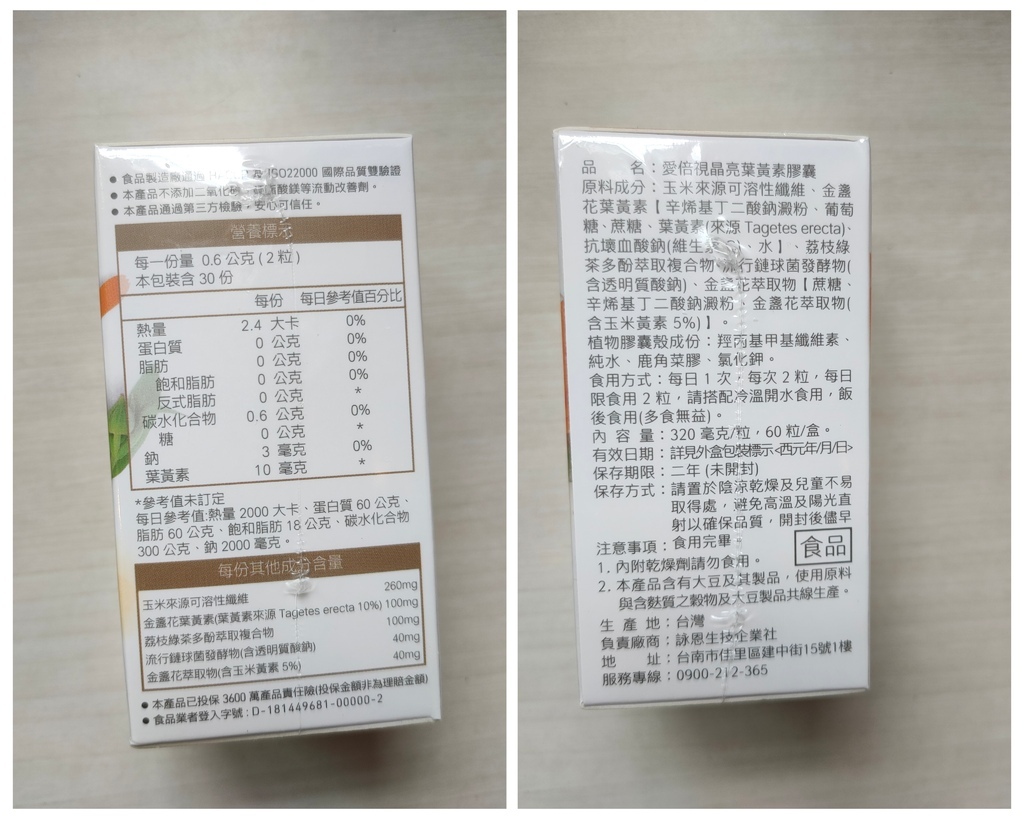 ● 食品製造廠通過 及 ISO22000 國際品質雙驗證
● 本產品不添加二氧化矽、硬脂酸鎂等流動改善劑。
● 本產品通過第三方檢驗，安心可信任。
營養標示
每一份量 0.6 公克 ( 2 粒 )
本包裝含 30 份
每份 每日參考值百分比
熱量 2.4 大卡 0%
蛋白質 0 公克 0%
脂肪 0 公克 0%
飽和脂肪 0 公克 0%
反式脂肪 0 公克 *
碳水化合物 0.6 公克 0%
糖 0 公克 *
鈉 3 毫克 0%
葉黃素 10 毫克 *
*參考值未訂定
每日參考值:熱量 2000 大卡、蛋白質 60 公克、
脂肪 60 公克、飽和脂肪 18 公克、碳水化合物
300 公克、鈉 2000 毫克。
每份其他成分含量
玉米來源可溶性纖維 260mg
金盞花葉黃素(葉黃素來源 Tagetes erecta 10%) 100mg
荔枝綠茶多酚萃取複合物 100mg
流行鏈球菌發酵物(含透明質酸鈉) 40mg
金盞花萃取物(含玉米黃素 5%) 40mg
● 本產品已投保 3600 萬產品責任險(投保金額非為理賠金額)
● 食品業者登入字號 : D-181449681-00000-2
品 名：愛倍視晶亮葉黃素膠囊
原料成分：玉米來源可溶性纖維、金盞
花葉黃素【辛烯基丁二酸鈉澱粉、葡萄
糖、蔗糖、葉黃素(來源 Tagetes erecta)、
抗壞血酸鈉(維生素 )、水】、荔枝綠
茶多酚萃取複合物、流行鏈球菌發酵物(
含透明質酸鈉)、金盞花萃取物【蔗糖、
辛烯基丁二酸鈉澱粉、金盞花萃取物(
含玉米黃素 5%)】。
植物膠囊殼成份：羥丙基甲基纖維素、
純水、鹿角菜膠、氯化鉀。
食用方式：每日 1 次，每次 2 粒，每日
限食用 2 粒，請搭配冷溫開水食用，飯
後食用(多食無益)。
內 容 量：320 毫克/粒，60 粒/盒。
有效日期：詳見外盒包裝標示<西元年/月/日>
保存期限：二年 (未開封)
保存方式：請置於陰涼乾燥及兒童不易
取得處，避免高溫及陽光直
射以確保品質，開封後儘早
食用完畢。
注意事項：
食品
1. 內附乾燥劑請勿食用。
2. 本產品含有大豆及其製品，使用原料
與含麩質之穀物及大豆製品共線生產。
生 產 地：台灣
負責廠商：詠恩生技企業社
地 址：台南市佳里區建中街15號1樓
服務專線：0900-212-365